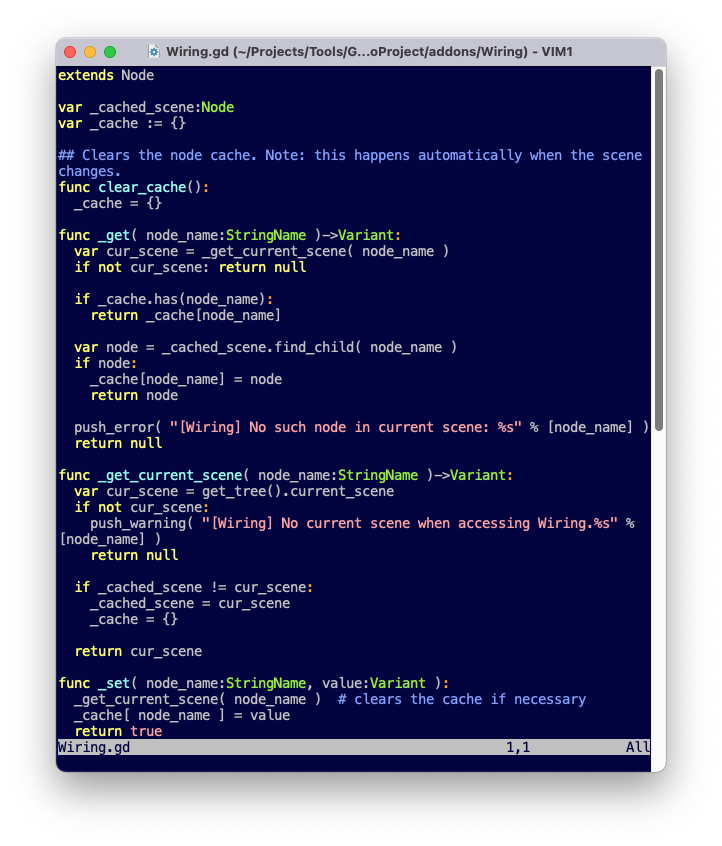 Wiring.gd (~/Projects/Tools/G...oProject/addons/Wiring) - VIM1
extends Node
var _cached_scene:Node
var _cache := {}
## Clears the node cache. Note: this happens automatically when the scene
changes.
func clear_cache():
  _cache = {}
func _get( node_name:StringName )->Variant:
  var cur_scene = _get_current_scene( node_name )
  if not cur_scene: return null
  if _cache.has(node_name):
    return _cache[node_name]
  var node = _cached_scene.find_child( node_name )
  if node:
    _cache[node_name] = node
    return node
  push_error( "[Wiring] No such node in current scene: %s" % [node_name] )
  return null
func _get_current_scene( node_name:StringName )->Variant:
  var cur_scene = get_tree().current_scene
  if not cur_scene:
    push_warning( "[Wiring] No current scene when accessing Wiring.%s" %
[node_name] )
    return null
  if _cached_scene != cur_scene:
    _cached_scene = cur_scene
    _cache = {}
  return cur_scene
func _set( node_name:StringName, value:Variant ):
  _get_current_scene( node_name )  # clears the cache if necessary
  _cache[ node_name ] = value
  return true
Wiring.gd 1,1 All